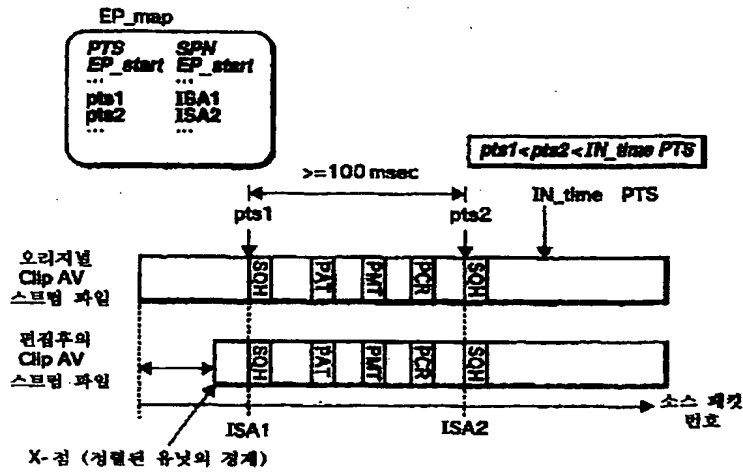 EP_map
PTS SPN
EP_start EP_start
... ...
pts1 ISA1
pts2 ISA2
... ...
pts1<pts2<IN_time PTS
>=100 msec
pts1 pts2 IN_time PTS
오리지널
Clip AV
스트림 파일
SQH PAT PMT PCR SQH
편집후의
Clip AV
스트림 파일
SQH PAT PMT PCR SQH
소스 패킷
번호
ISA1 ISA2
X-점 (정렬된 유닛의 경계)